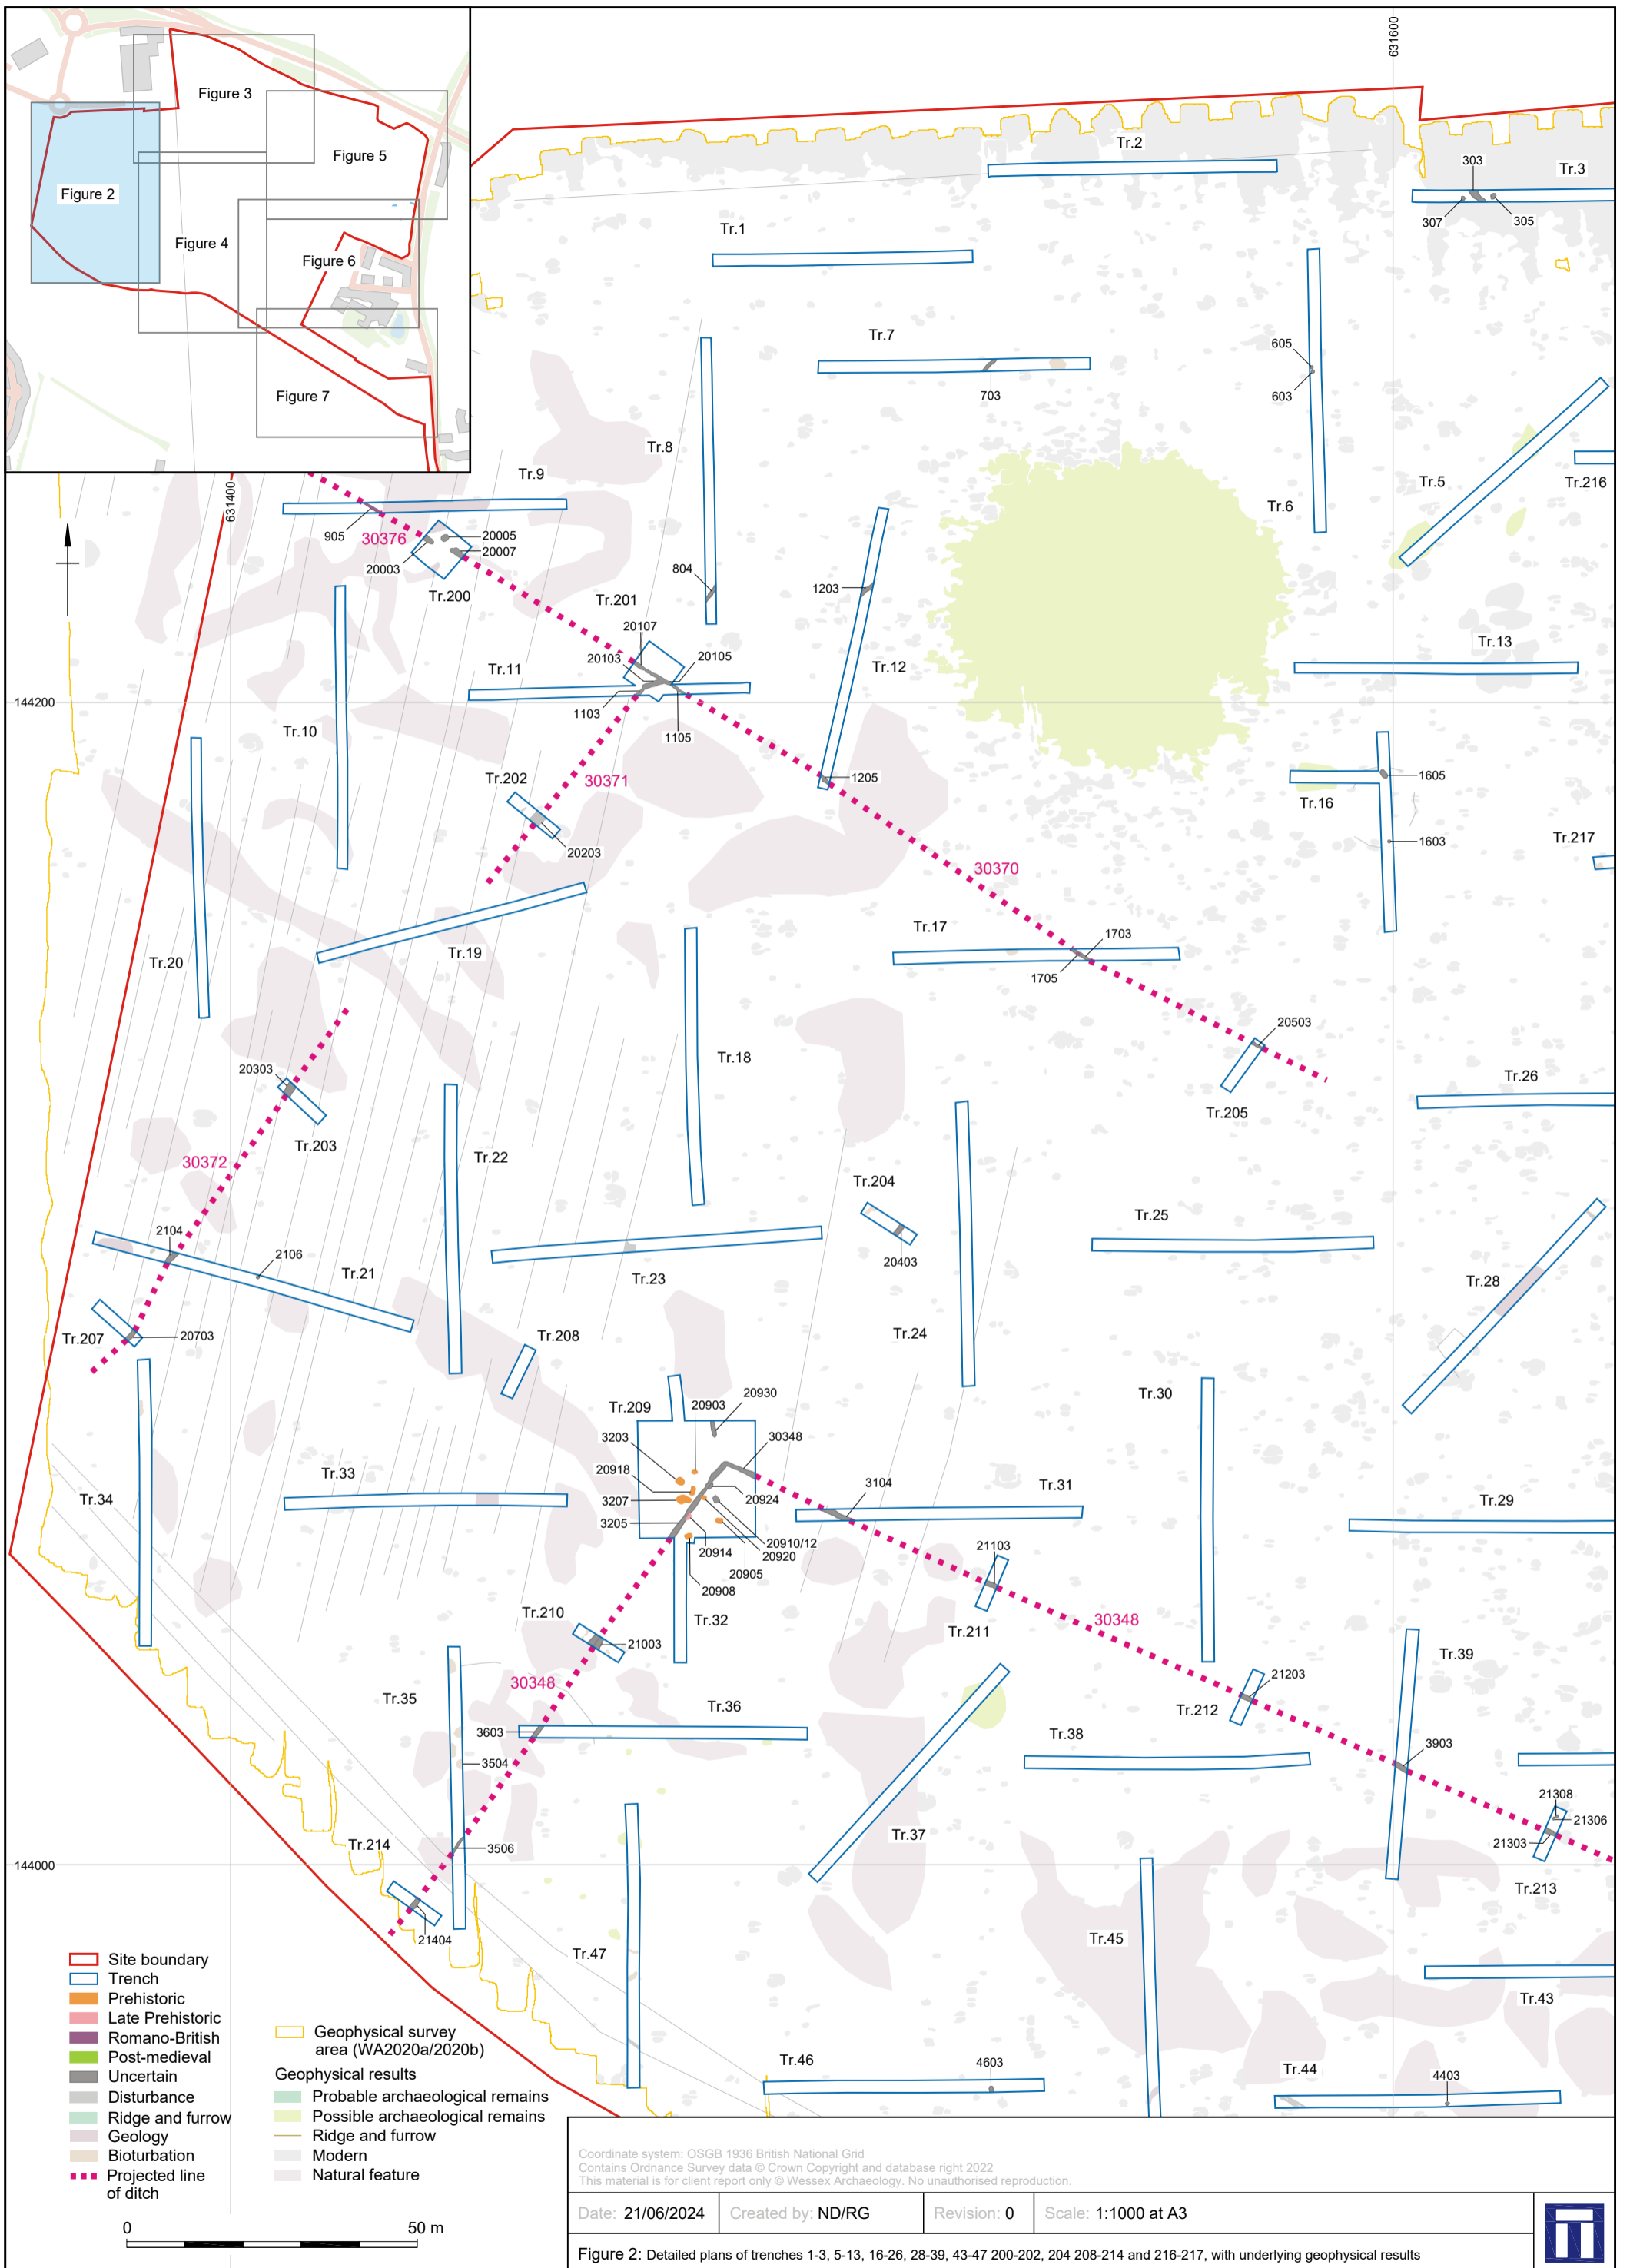 631600
Figure 3
Figure 5
Figure 2
Figure 4
Figure 6
Figure 7
Tr.2
Tr.3
303
307
305
Tr.1
Tr.7
703
605
603
Tr.8
Tr.9
631400
905
30376
20005
20007
20003
Tr.200
Tr.6
Tr.5
Tr.216
804
1203
Tr.201
20107
20103
20105
Tr.11
Tr.12
Tr.13
144200
1103
1105
Tr.10
Tr.202
30371
1205
1605
Tr.16
1603
Tr.217
20203
30370
Tr.20
Tr.19
Tr.17
1703
1705
Tr.18
20503
20303
Tr.203
Tr.205
Tr.26
30372
Tr.22
Tr.204
2104
2106
Tr.21
20403
Tr.25
Tr.23
Tr.28
Tr.207
20703
Tr.208
Tr.24
Tr.30
Tr.209
20903
20930
3203
30348
20918
3207
20924
3205
20910/12
20920
20914
20905
20908
Tr.33
Tr.34
3104
Tr.31
Tr.29
21103
Tr.32
Tr.210
21003
Tr.211
30348
Tr.39
30348
Tr.35
Tr.36
3603
3504
21203
Tr.212
Tr.38
3903
21308
21306
21303
Tr.37
Tr.213
Tr.214
144000
3506
21404
Tr.47
Tr.45
Tr.43
Tr.46
4603
Tr.44
4403
Site boundary
Trench
Prehistoric
Late Prehistoric
Romano-British
Post-medieval
Uncertain
Disturbance
Ridge and furrow
Geology
Bioturbation
Projected line
of ditch
Geophysical survey
area (WA2020a/2020b)
Geophysical results
Probable archaeological remains
Possible archaeological remains
Ridge and furrow
Modern
Natural feature
0 50 m
Coordinate system: OSGB 1936 British National Grid
Contains Ordnance Survey data © Crown Copyright and database right 2022
This material is for client report only © Wessex Archaeology. No unauthorised reproduction.
Date: 21/06/2024 Created by: ND/RG Revision: 0 Scale: 1:1000 at A3
Figure 2: Detailed plans of trenches 1-3, 5-13, 16-26, 28-39, 43-47 200-202, 204 208-214 and 216-217, with underlying geophysical results